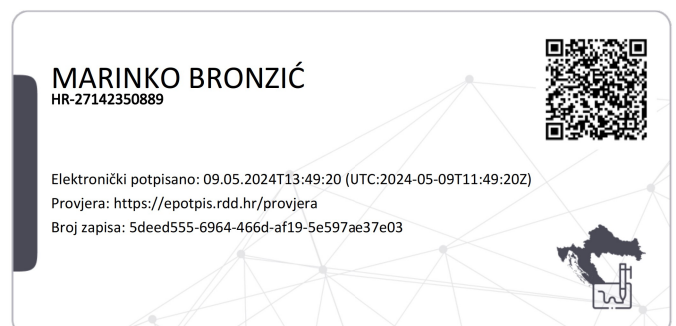 MARINKO BRONZIĆ
HR-27142350889
Elektronički potpisano: 09.05.2024T13:49:20 (UTC:2024-05-09T11:49:20Z)
Provjera: https://epotpis.rdd.hr/provjera
Broj zapisa: 5deed555-6964-466d-af19-5e597ae37e03